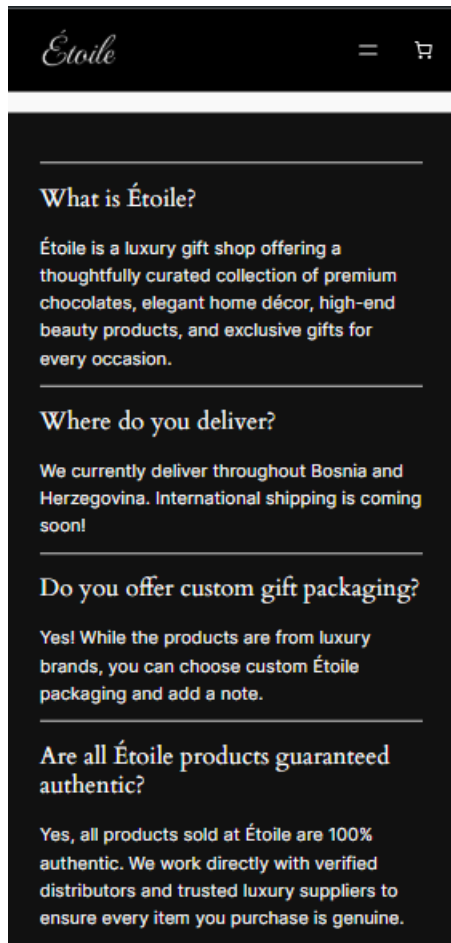 Étoile
What is Étoile?
Étoile is a luxury gift shop offering a
thoughtfully curated collection of premium
chocolates, elegant home décor, high-end
beauty products, and exclusive gifts for
every occasion.
Where do you deliver?
We currently deliver throughout Bosnia and
Herzegovina. International shipping is coming
soon!
Do you offer custom gift packaging?
Yes! While the products are from luxury
brands, you can choose custom Étoile
packaging and add a note.
Are all Étoile products guaranteed
authentic?
Yes, all products sold at Étoile are 100%
authentic. We work directly with verified
distributors and trusted luxury suppliers to
ensure every item you purchase is genuine.